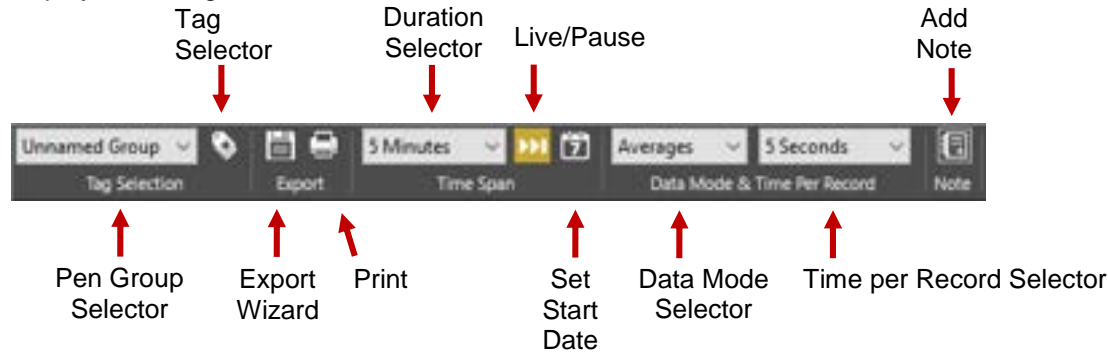 Tag
Selector
Duration
Selector
Live/Pause
Add
Note
Unnamed Group
5 Minutes
7
Averages
5 Seconds
Tag Selection
Export
Time Span
Data Mode & Time Per Record
Note
Pen Group
Selector
Export
Wizard
Print
Set
Start
Date
Data Mode
Selector
Time per Record Selector